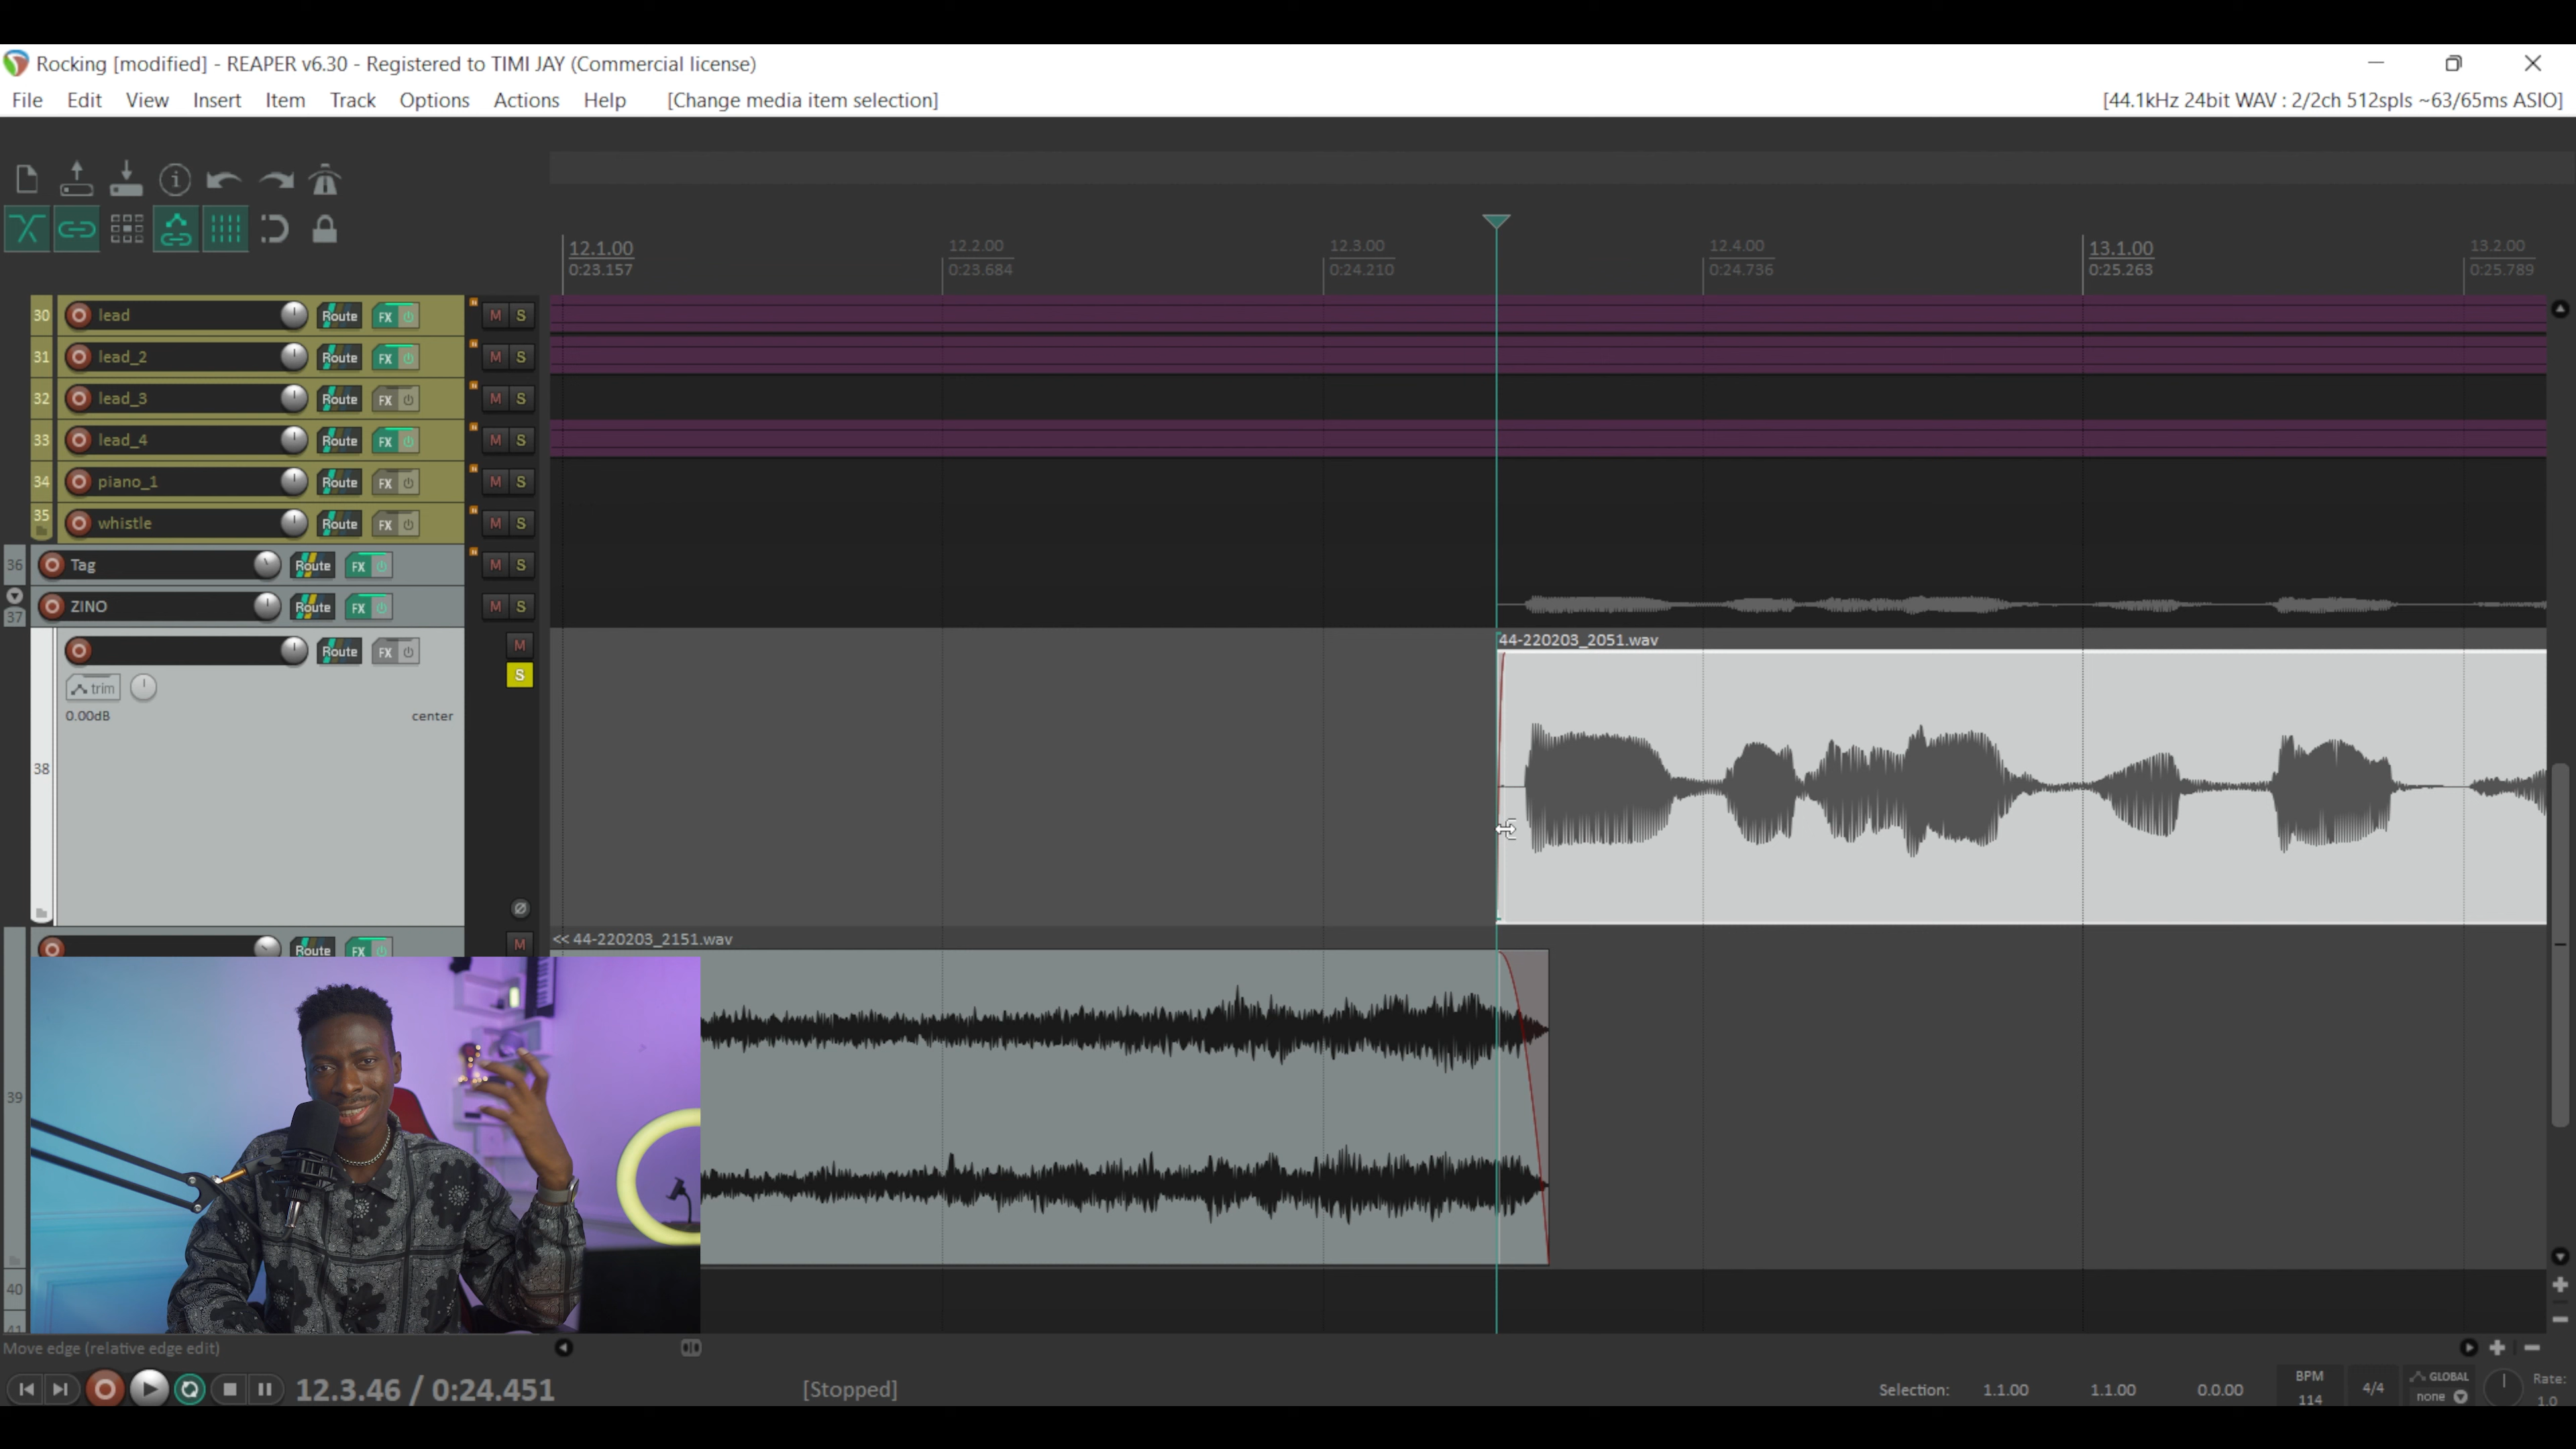 Rocking [modified] - REAPER v6.30 - Registered to TIMI JAY (Commercial license)
File Edit View Insert Item Track Options Actions Help [Change media item selection] [44.1kHz 24bit WAV : 2/2ch 512spls ~63/65ms ASIO]
12.1.00 12.2.00 12.3.00 12.4.00 13.1.00 13.2.00
0:23.157 0:23.684 0:24.210 0:24.736 0:25.263 0:25.789
30 lead Route FX M S
31 lead_2 Route FX M S
32 lead_3 Route FX M S
33 lead_4 Route FX M S
34 piano_1 Route FX M S
35 whistle Route FX M S
36 Tag Route FX M S
37 ZINO Route FX M S
44-220203_2051.wav
Route FX M
S
trim
0.00dB center
38
<< 44-220203_2151.wav
Route FX M
39
40
41
Move edge (relative edge edit)
12.3.46 / 0:24.451 [Stopped] Selection: 1.1.00 1.1.00 0.0.00 BPM 114 4/4 GLOBAL none Rate: 1.0